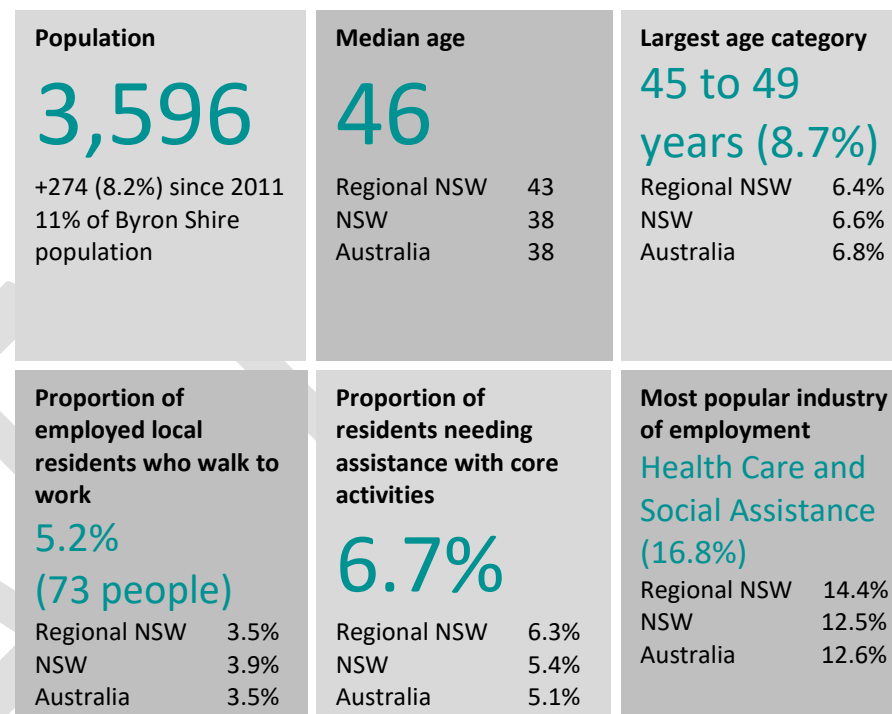 Population
3,596
+274 (8.2%) since 2011
11% of Byron Shire
population
Median age
46
Regional NSW 43
NSW 38
Australia 38
Largest age category
45 to 49
years (8.7%)
Regional NSW 6.4%
NSW 6.6%
Australia 6.8%
Proportion of
employed local
residents who walk to
work
5.2%
(73 people)
Regional NSW 3.5%
NSW 3.9%
Australia 3.5%
Proportion of
residents needing
assistance with core
activities
6.7%
Regional NSW 6.3%
NSW 5.4%
Australia 5.1%
Most popular industry
of employment
Health Care and
Social Assistance
(16.8%)
Regional NSW 14.4%
NSW 12.5%
Australia 12.6%